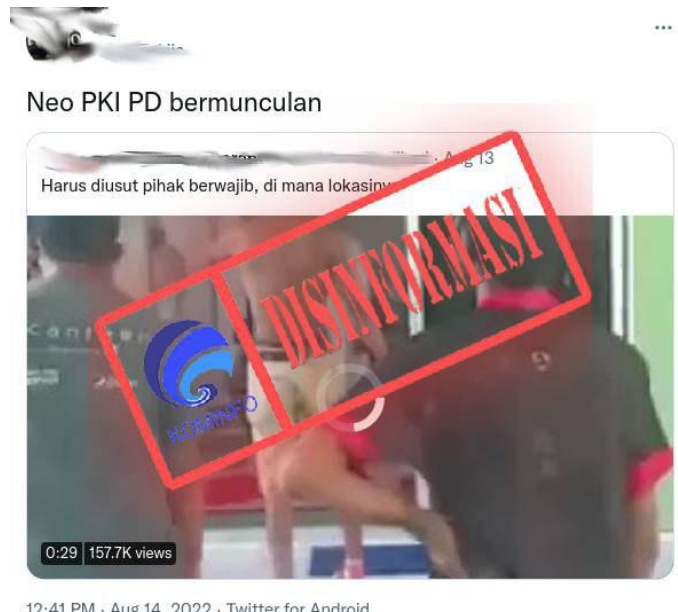 Neo PKI PD bermunculan
Aug 13
Harus diusut pihak berwajib, di mana
DISINFORMASI
KOMINFO
0:29 157.7K views
12:41 PM · Aug 14, 2022 · Twitter for Android